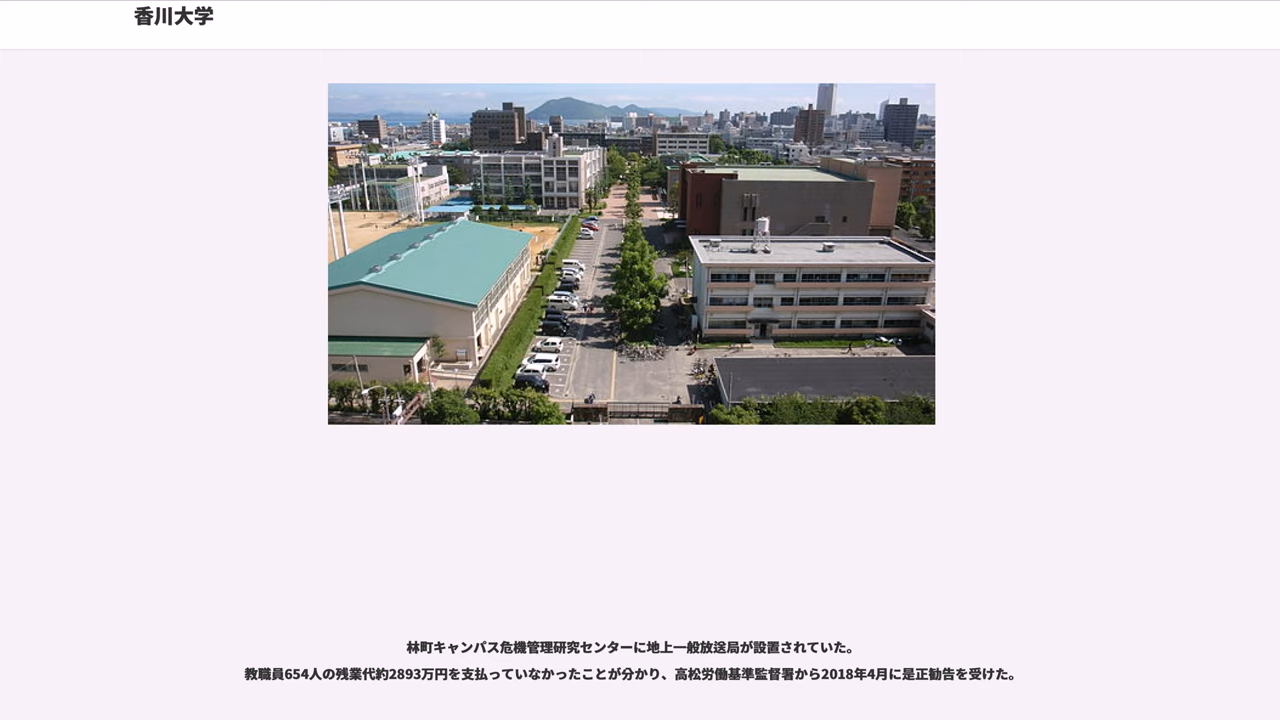 香川大学
林町キャンパス危機管理研究センターに地上一般放送局が設置されていた。
教職員654人の残業代約2893万円を支払っていなかったことが分かり、高松労働基準監督署から2018年4月に是正勧告を受けた。